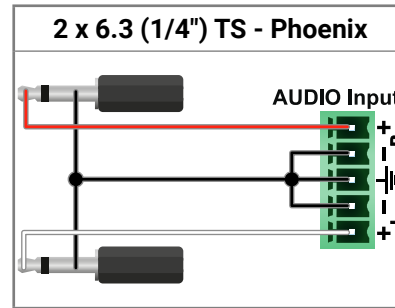 2 x 6.3 (1/4") TS - Phoenix
AUDIO Input
+
−
−
+